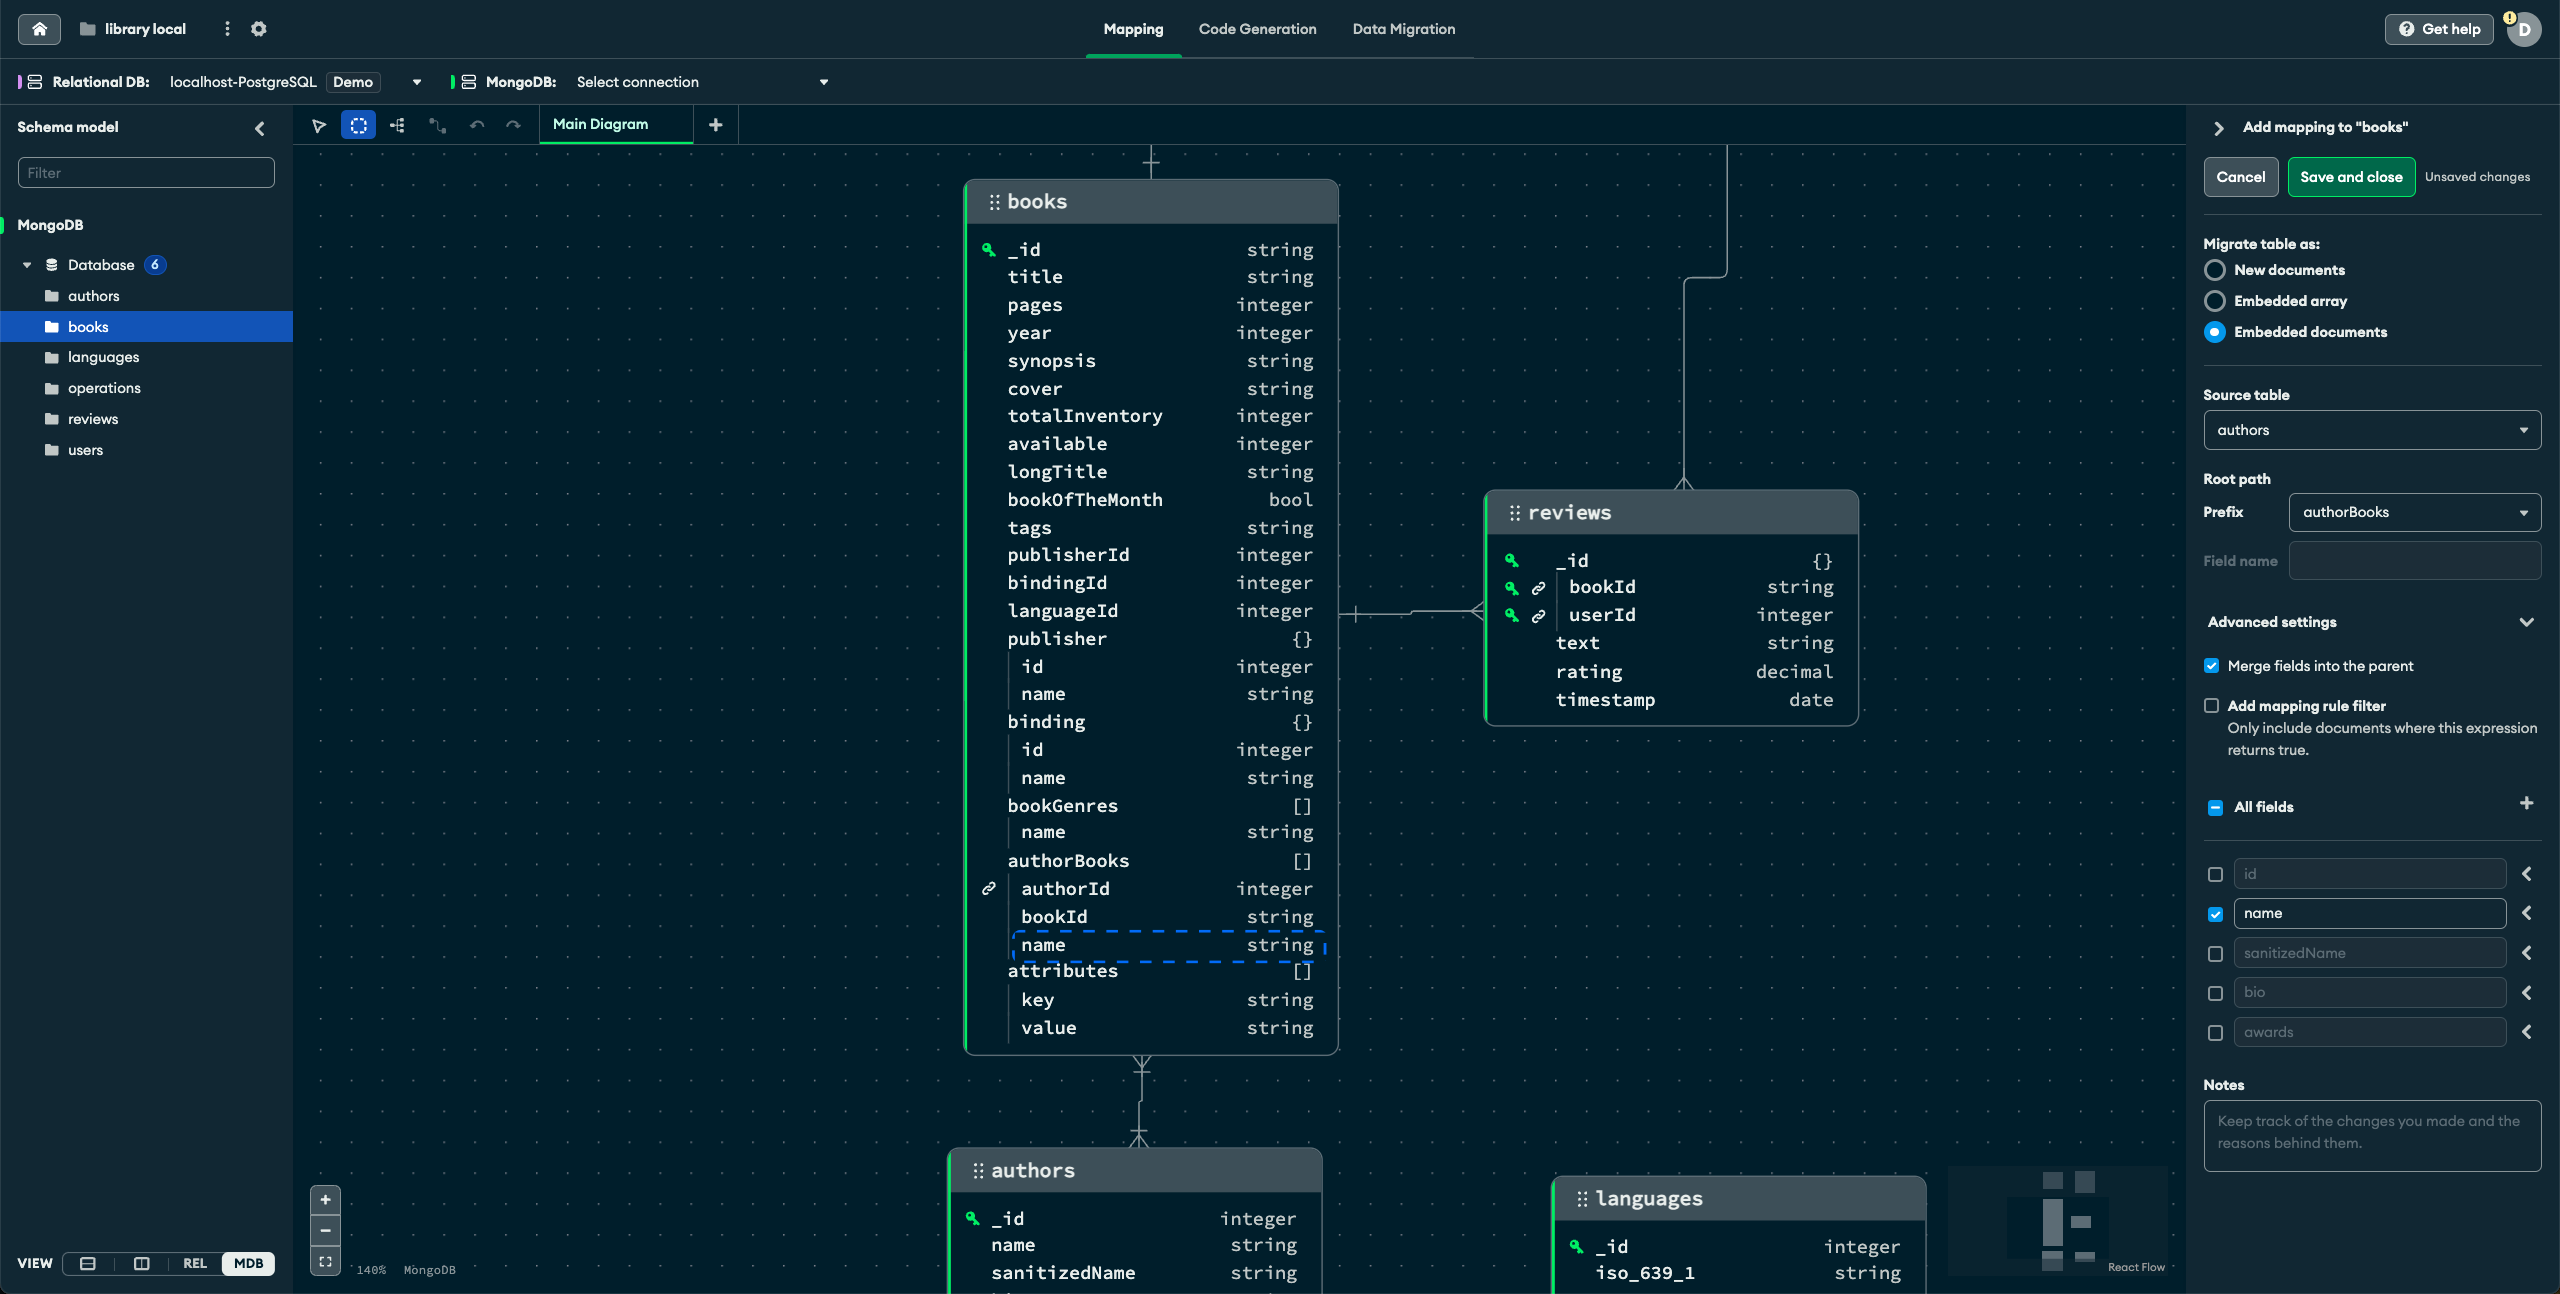 library local
Mapping
Code Generation
Data Migration
Get help
D
Relational DB:
localhost-PostgreSQL
Demo
MongoDB:
Select connection
Schema model
Filter
MongoDB
Database 6
authors
books
languages
operations
reviews
users
VIEW
REL
MDB
Main Diagram
books
_id string
title string
pages integer
year integer
synopsis string
cover string
totalInventory integer
available integer
longTitle string
bookOfTheMonth bool
tags string
publisherId integer
bindingId integer
languageId integer
publisher {}
id integer
name string
binding {}
id integer
name string
bookGenres []
name string
authorBooks []
authorId integer
bookId string
name string
attributes []
key string
value string
reviews
_id {}
bookId string
userId integer
text string
rating decimal
timestamp date
authors
_id integer
name string
sanitizedName string
languages
_id integer
iso_639_1 string
140% MongoDB
React Flow
Add mapping to "books"
Cancel
Save and close
Unsaved changes
Migrate table as:
New documents
Embedded array
Embedded documents
Source table
authors
Root path
Prefix
authorBooks
Field name
Advanced settings
Merge fields into the parent
Add mapping rule filter
Only include documents where this expression
returns true.
All fields
id
name
sanitizedName
bio
awards
Notes
Keep track of the changes you made and the
reasons behind them.